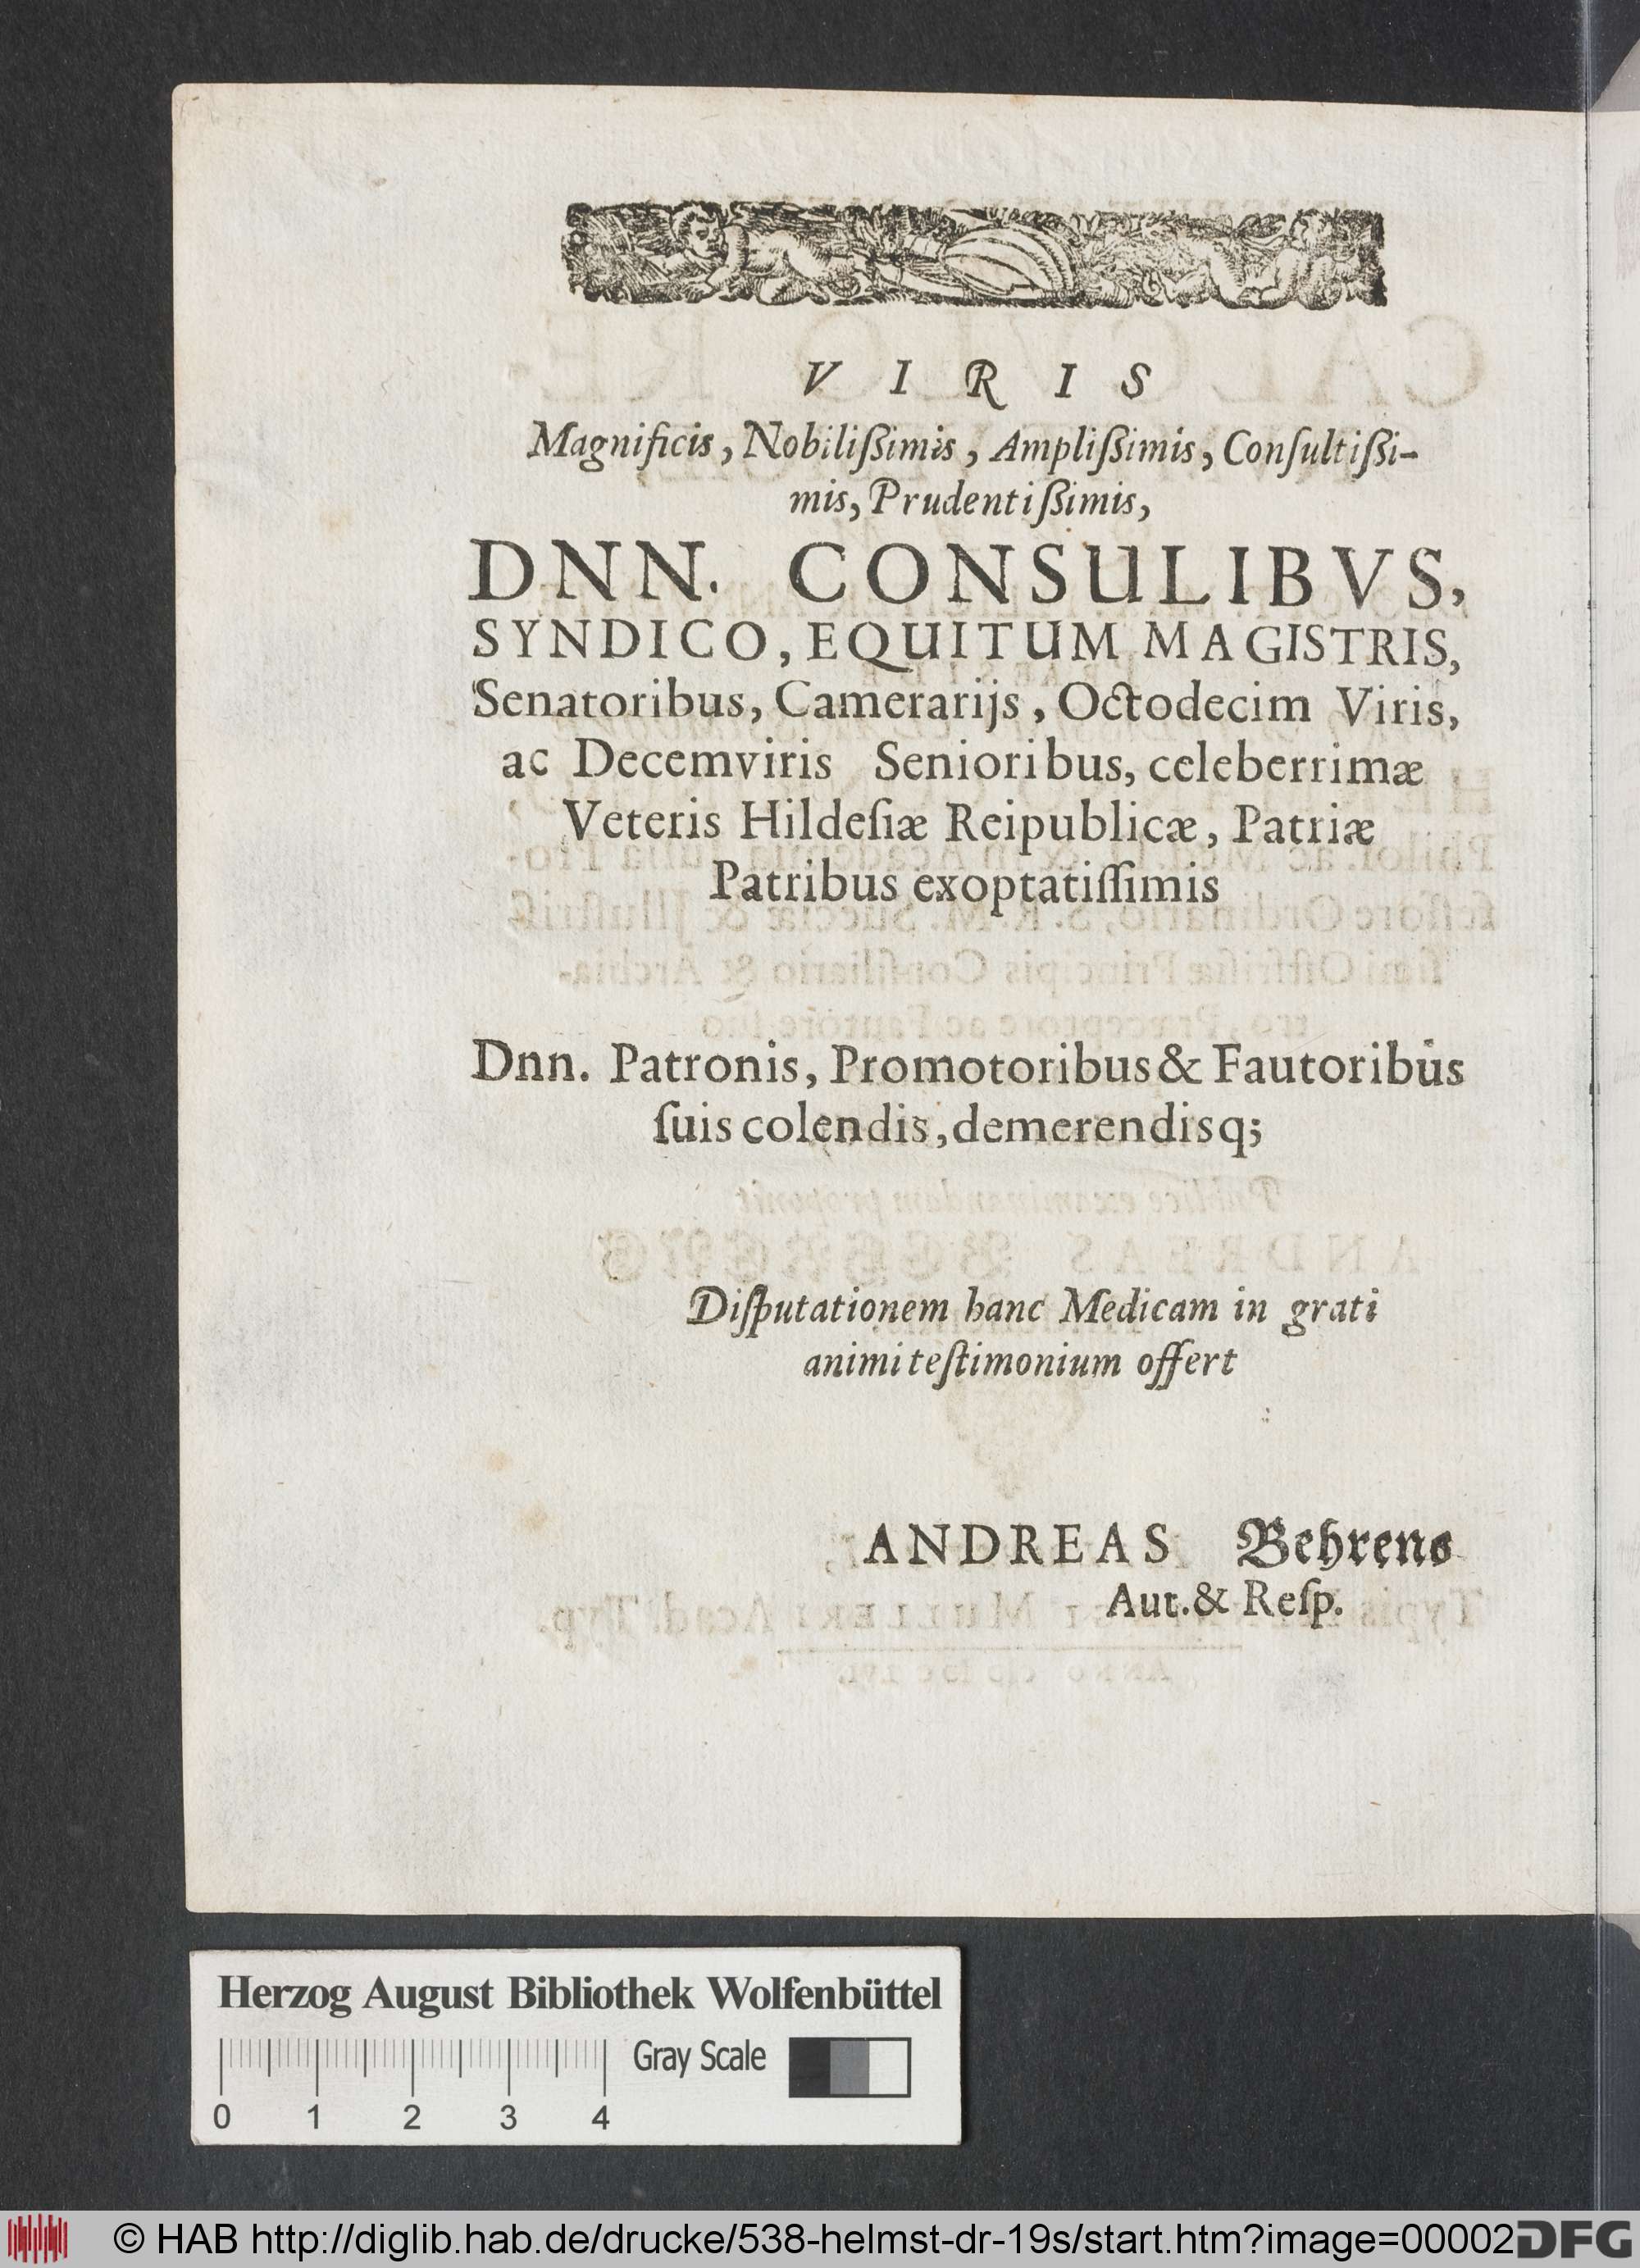 V I R I S
Magnificis, Nobilißimis, Amplißimis, Conſultißi-
mis, Prudentißimis,
DNN. CONSULIBVS,
SYNDICO, EQUITUM MAGISTRIS,
Senatoribus, Camerarijs, Octodecim Viris,
ac Decemviris Senioribus, celeberrimæ
Veteris Hildeſiæ Reipublicæ, Patriæ
Patribus exoptatiſſimis
Dnn. Patronis, Promotoribus & Fautoribus
ſuis colendis, demerendisq;
Diſputationem hanc Medicam in grati
animi teſtimonium offert
ANDREAS Behrens
Aut. & Reſp.
Herzog August Bibliothek Wolfenbüttel
Gray Scale
0 1 2 3 4
© HAB http://diglib.hab.de/drucke/538-helmst-dr-19s/start.htm?image=00002
DFG